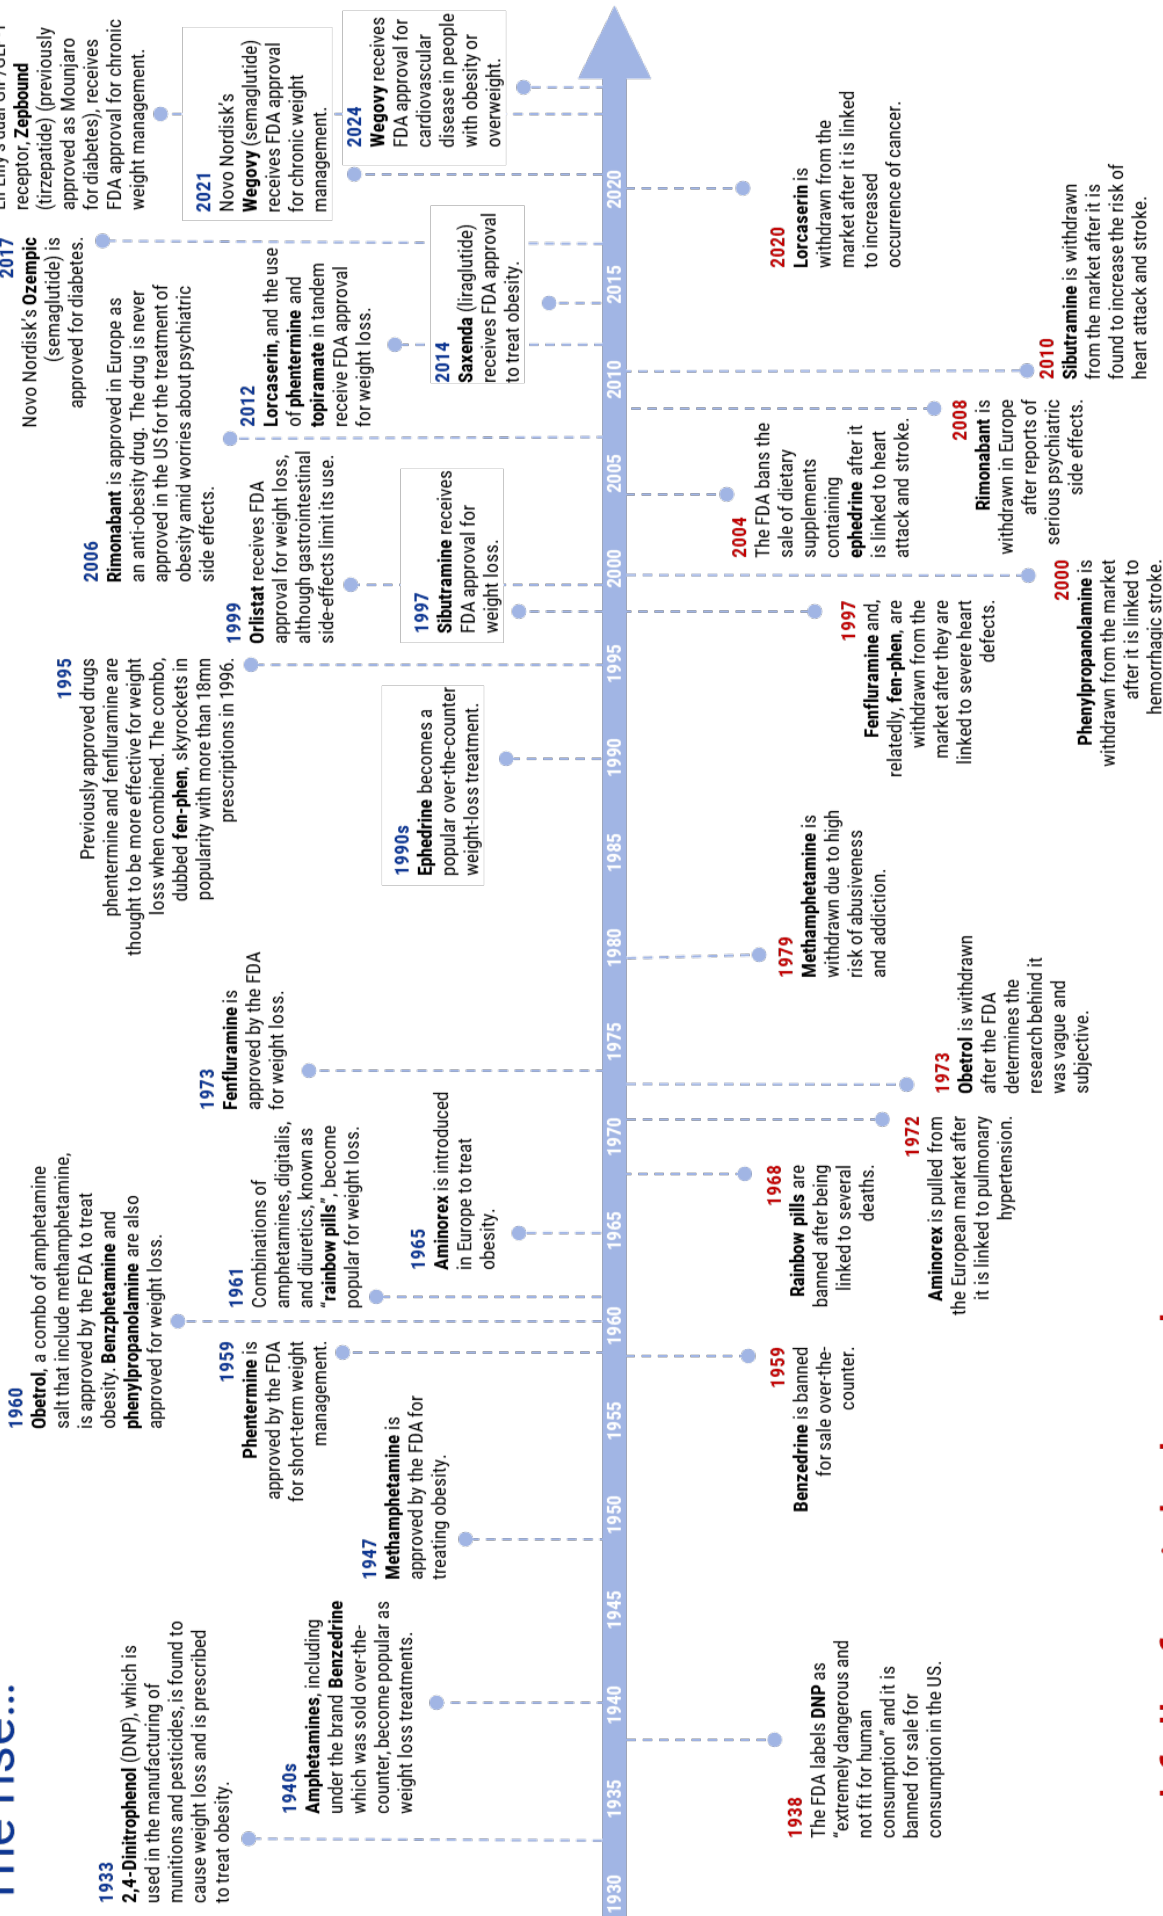 The rise...
1933
2,4-Dinitrophenol (DNP), which is
used in the manufacturing of
munitions and pesticides, is found to
cause weight loss and is prescribed
to treat obesity.
1940s
Amphetamines, including
under the brand Benzedrine
which was sold over-the-
counter, become popular as
weight loss treatments.
1947
Methamphetamine is
approved by the FDA for
treating obesity.
1959
Phentermine is
approved by the FDA
for short-term weight
management.
1960
Obetrol, a combo of amphetamine
salt that include methamphetamine,
is approved by the FDA to treat
obesity. Benzphetamine and
phenylpropanolamine are also
approved for weight loss.
1961
Combinations of
amphetamines, digitalis,
and diuretics, known as
“rainbow pills”, become
popular for weight loss.
1965
Aminorex is introduced
in Europe to treat
obesity.
1973
Fenfluramine is
approved by the FDA
for weight loss.
1990s
Ephedrine becomes a
popular over-the-counter
weight-loss treatment.
1995
Previously approved drugs
phentermine and fenfluramine are
thought to be more effective for weight
loss when combined. The combo,
dubbed fen-phen, skyrockets in
popularity with more than 18mn
prescriptions in 1996.
1997
Sibutramine receives
FDA approval for
weight loss.
1999
Orlistat receives FDA
approval for weight loss,
although gastrointestinal
side-effects limit its use.
2006
Rimonabant is approved in Europe as
an anti-obesity drug. The drug is never
approved in the US for the treatment of
obesity amid worries about psychiatric
side effects.
2012
Lorcaserin, and the use
of phentermine and
topiramate in tandem
receive FDA approval
for weight loss.
2014
Saxenda (liraglutide)
receives FDA approval
to treat obesity.
2017
Novo Nordisk's Ozempic
(semaglutide) is
approved for diabetes.
2021
Novo Nordisk's
Wegovy (semaglutide)
receives FDA approval
for chronic weight
management.
receptor, Zepbound
(tirzepatide) (previously
approved as Mounjaro
for diabetes), receives
FDA approval for chronic
weight management.
2024
Wegovy receives
FDA approval for
cardiovascular
disease in people
with obesity or
overweight.
1930 1935 1940 1945 1950 1955 1960 1965 1970 1975 1980 1985 1990 1995 2000 2005 2010 2015 2020
1938
The FDA labels DNP as
“extremely dangerous and
not fit for human
consumption” and it is
banned for sale for
consumption in the US.
1959
Benzedrine is banned
for sale over-the-
counter.
1968
Rainbow pills are
banned after being
linked to several
deaths.
1972
Aminorex is pulled from
the European market after
it is linked to pulmonary
hypertension.
1973
Obetrol is withdrawn
after the FDA
determines the
research behind it
was vague and
subjective.
1979
Methamphetamine is
withdrawn due to high
risk of abusiveness
and addiction.
1997
Fenfluramine and,
relatedly, fen-phen, are
withdrawn from the
market after they are
linked to severe heart
defects.
2000
Phenylpropanolamine is
withdrawn from the market
after it is linked to
hemorrhagic stroke.
2004
The FDA bans the
sale of dietary
supplements
containing
ephedrine after it
is linked to heart
attack and stroke.
2008
Rimonabant is
withdrawn in Europe
after reports of
serious psychiatric
side effects.
2010
Sibutramine is withdrawn
from the market after it is
found to increase the risk of
heart attack and stroke.
2020
Lorcaserin is
withdrawn from the
market after it is linked
to increased
occurrence of cancer.